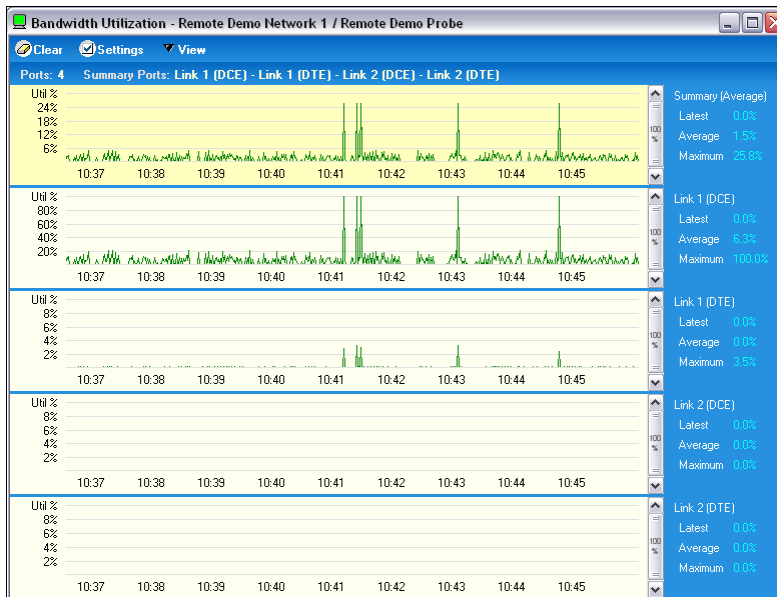 Bandwidth Utilization - Remote Demo Network 1 / Remote Demo Probe
Clear Settings View
Ports: 4 Summary Ports: Link 1 (DCE) - Link 1 (DTE) - Link 2 (DCE) - Link 2 (DTE)
Util %
24%
18%
12%
6%
10:37 10:38 10:39 10:40 10:41 10:42 10:43 10:44 10:45
100 %
Summary (Average)
Latest 0.0%
Average 1.5%
Maximum 25.8%
Util %
80%
60%
40%
20%
10:37 10:38 10:39 10:40 10:41 10:42 10:43 10:44 10:45
100 %
Link 1 (DCE)
Latest 0.0%
Average 6.3%
Maximum 100.0%
Util %
8%
6%
4%
2%
10:37 10:38 10:39 10:40 10:41 10:42 10:43 10:44 10:45
100 %
Link 1 (DTE)
Latest 0.0%
Average 0.0%
Maximum 3.5%
Util %
8%
6%
4%
2%
10:37 10:38 10:39 10:40 10:41 10:42 10:43 10:44 10:45
100 %
Link 2 (DCE)
Latest 0.0%
Average 0.0%
Maximum 0.0%
Util %
8%
6%
4%
2%
10:37 10:38 10:39 10:40 10:41 10:42 10:43 10:44 10:45
100 %
Link 2 (DTE)
Latest 0.0%
Average 0.0%
Maximum 0.0%